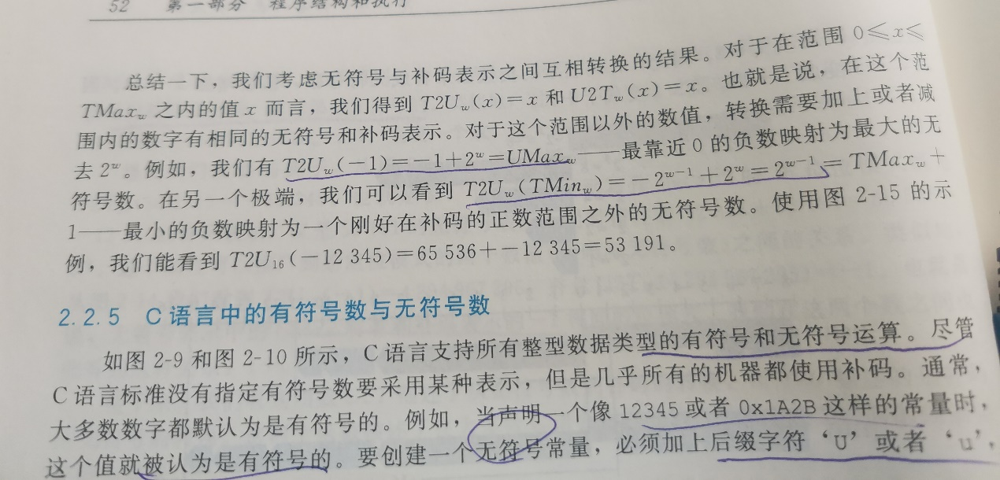 52 第一部分 程序结构和执行
总结一下，我们考虑无符号与补码表示之间互相转换的结果。对于在范围 0≤x≤
TMaxw 之内的值 x 而言，我们得到 T2Uw(x)=x 和 U2Tw(x)=x。也就是说，在这个范
围内的数字有相同的无符号和补码表示。对于这个范围以外的数值，转换需要加上或者减
去 2^w。例如，我们有 T2Uw(-1)=-1+2^w=UMaxw——最靠近 0 的负数映射为最大的无
符号数。在另一个极端，我们可以看到 T2Uw(TMinw)=-2^(w-1)+2^w=2^(w-1)=TMaxw+
1——最小的负数映射为一个刚好在补码的正数范围之外的无符号数。使用图 2-15 的示
例，我们能看到 T2U16(-12 345)=65 536+-12 345=53 191。
2.2.5 C 语言中的有符号数与无符号数
如图 2-9 和图 2-10 所示，C 语言支持所有整型数据类型的有符号和无符号运算。尽管
C 语言标准没有指定有符号数要采用某种表示，但是几乎所有的机器都使用补码。通常，
大多数数字都默认为是有符号的。例如，当声明一个像 12345 或者 0x1A2B 这样的常量时，
这个值就被认为是有符号的。要创建一个无符号常量，必须加上后缀字符‘U’或者‘u’，